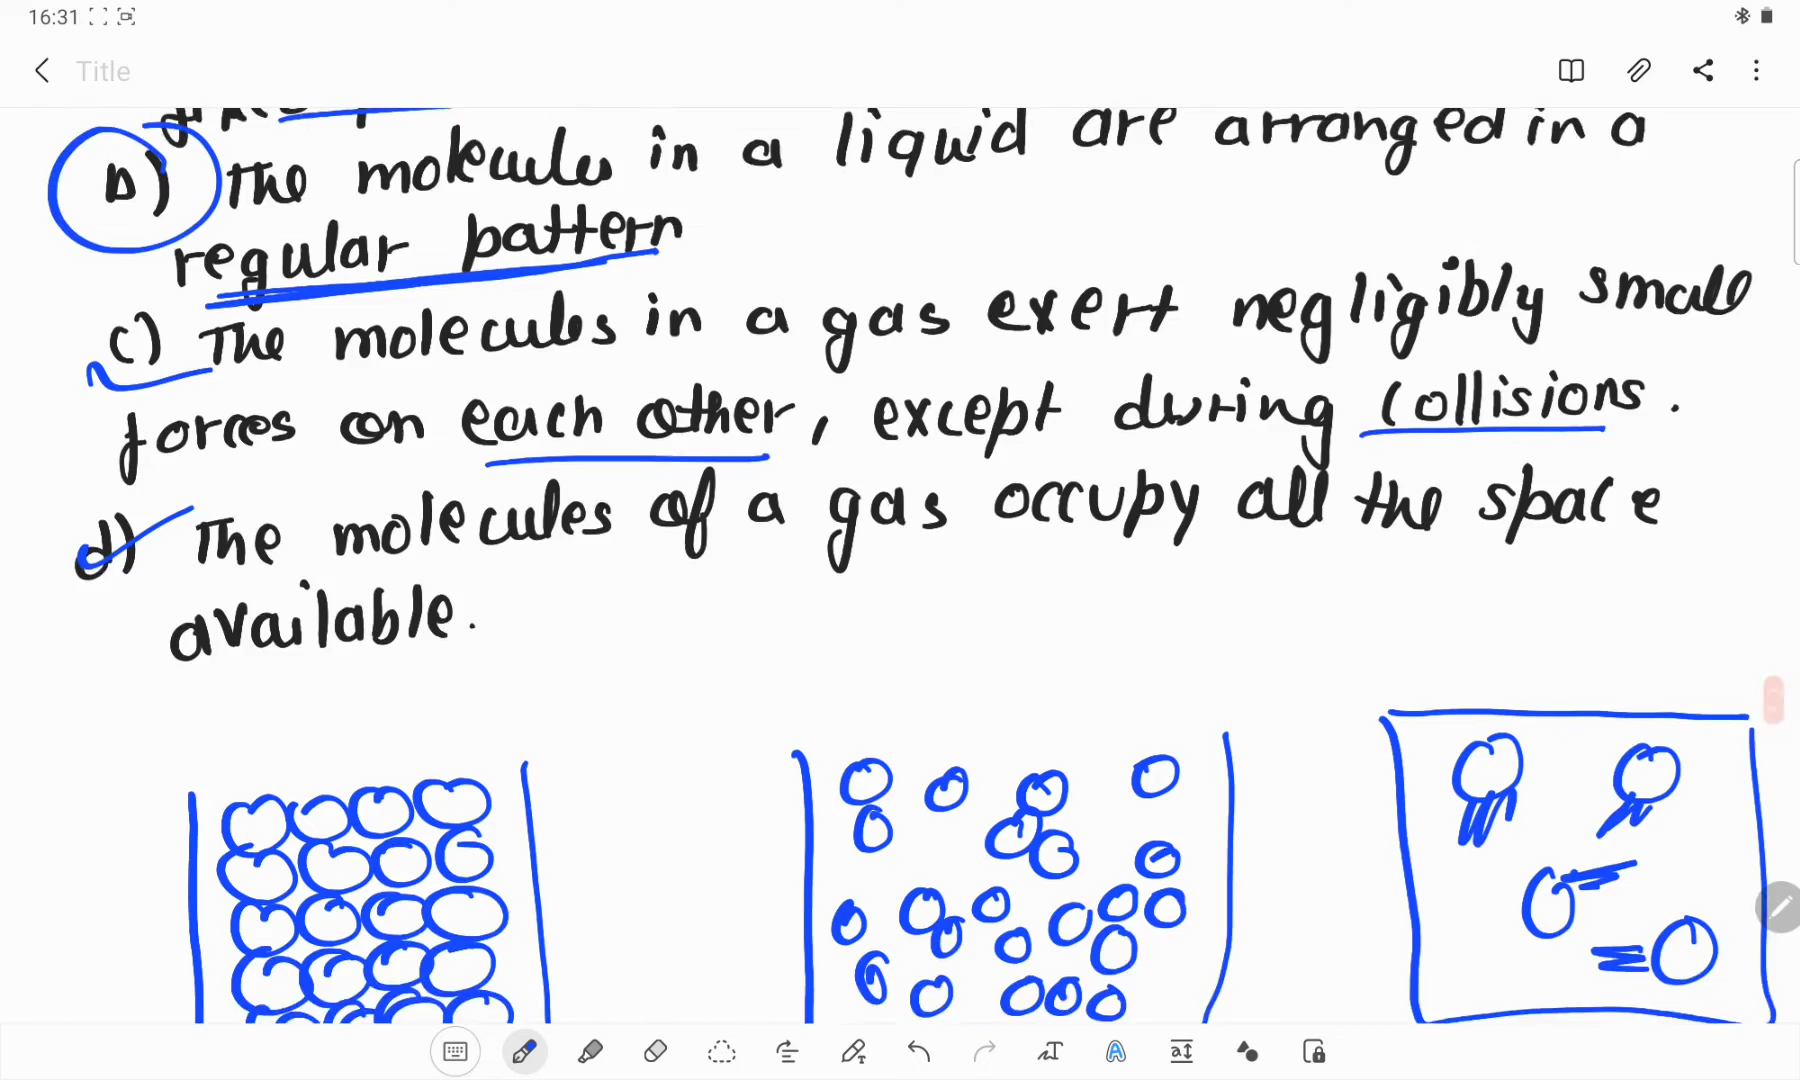 16:31
Title
b) The molecules in a liquid are arranged in a
regular pattern
c) The molecules in a gas exert negligibly small
forces on each other, except during collisions.
d) The molecules of a gas occupy all the space
available.